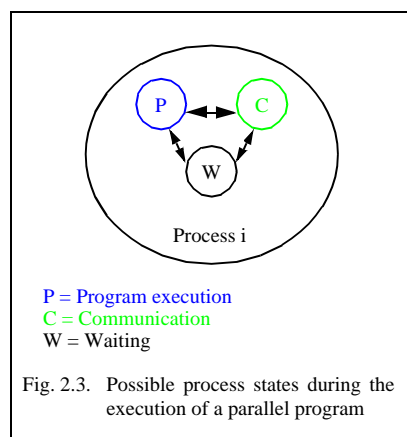 P
C
W
Process i
P = Program execution
C = Communication
W = Waiting
Fig. 2.3. Possible process states during the
execution of a parallel program